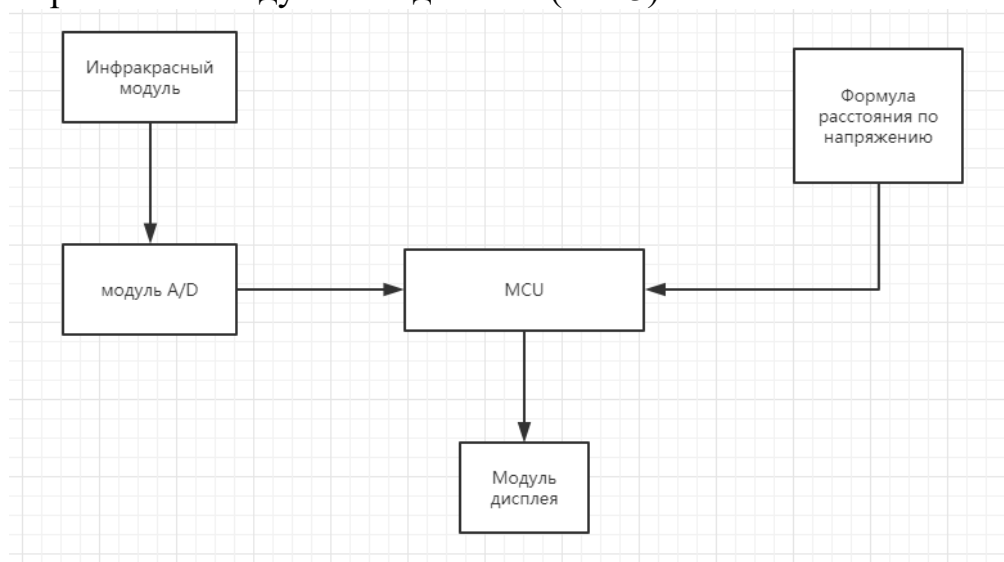 Инфракрасный
модуль
Формула
расстояния по
напряжению
модуль A/D
MCU
Модуль
дисплея